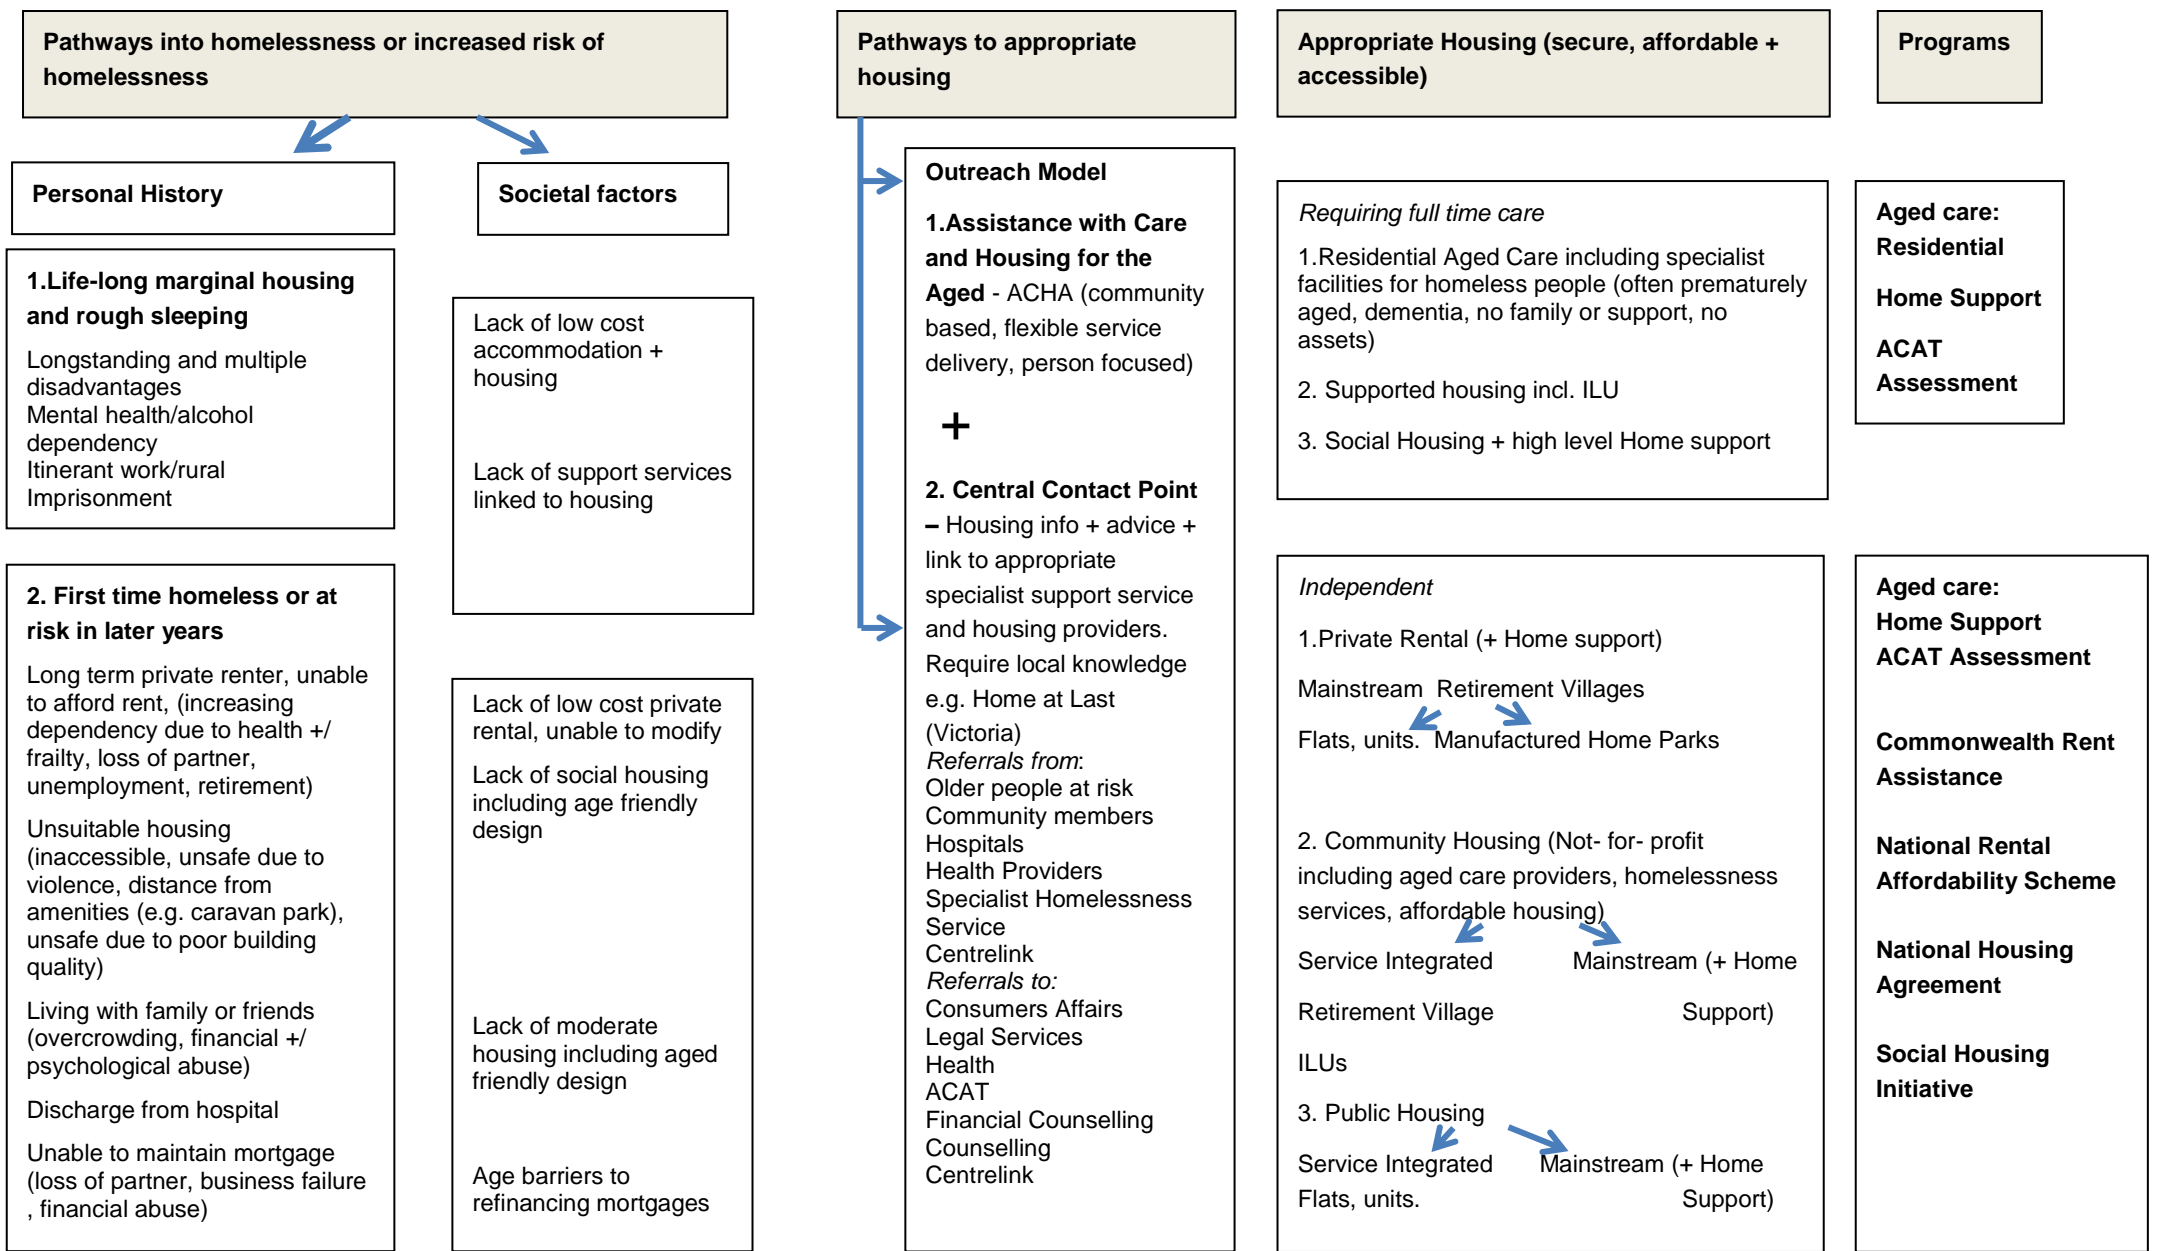 Pathways into homelessness or increased risk of
homelessness
Personal History
Societal factors
1.Life-long marginal housing
and rough sleeping
Longstanding and multiple
disadvantages
Mental health/alcohol
dependency
Itinerant work/rural
Imprisonment
2. First time homeless or at
risk in later years
Long term private renter, unable
to afford rent, (increasing
dependency due to health +/
frailty, loss of partner,
unemployment, retirement)
Unsuitable housing
(inaccessible, unsafe due to
violence, distance from
amenities (e.g. caravan park),
unsafe due to poor building
quality)
Living with family or friends
(overcrowding, financial +/
psychological abuse)
Discharge from hospital
Unable to maintain mortgage
(loss of partner, business failure
, financial abuse)
Lack of low cost
accommodation +
housing
Lack of support services
linked to housing
Lack of low cost private
rental, unable to modify
Lack of social housing
including age friendly
design
Lack of moderate
housing including aged
friendly design
Age barriers to
refinancing mortgages
Pathways to appropriate
housing
Outreach Model
1.Assistance with Care
and Housing for the
Aged - ACHA (community
based, flexible service
delivery, person focused)
+
2. Central Contact Point
– Housing info + advice +
link to appropriate
specialist support service
and housing providers.
Require local knowledge
e.g. Home at Last
(Victoria)
Referrals from:
Older people at risk
Community members
Hospitals
Health Providers
Specialist Homelessness
Service
Centrelink
Referrals to:
Consumers Affairs
Legal Services
Health
ACAT
Financial Counselling
Counselling
Centrelink
Appropriate Housing (secure, affordable +
accessible)
Requiring full time care
1.Residential Aged Care including specialist
facilities for homeless people (often prematurely
aged, dementia, no family or support, no
assets)
2. Supported housing incl. ILU
3. Social Housing + high level Home support
Independent
1.Private Rental (+ Home support)
Mainstream Retirement Villages
Flats, units. Manufactured Home Parks
2. Community Housing (Not- for- profit
including aged care providers, homelessness
services, affordable housing)
Service Integrated Mainstream (+ Home
Retirement Village Support)
ILUs
3. Public Housing
Service Integrated Mainstream (+ Home
Flats, units. Support)
Programs
Aged care:
Residential
Home Support
ACAT
Assessment
Aged care:
Home Support
ACAT Assessment
Commonwealth Rent
Assistance
National Rental
Affordability Scheme
National Housing
Agreement
Social Housing
Initiative